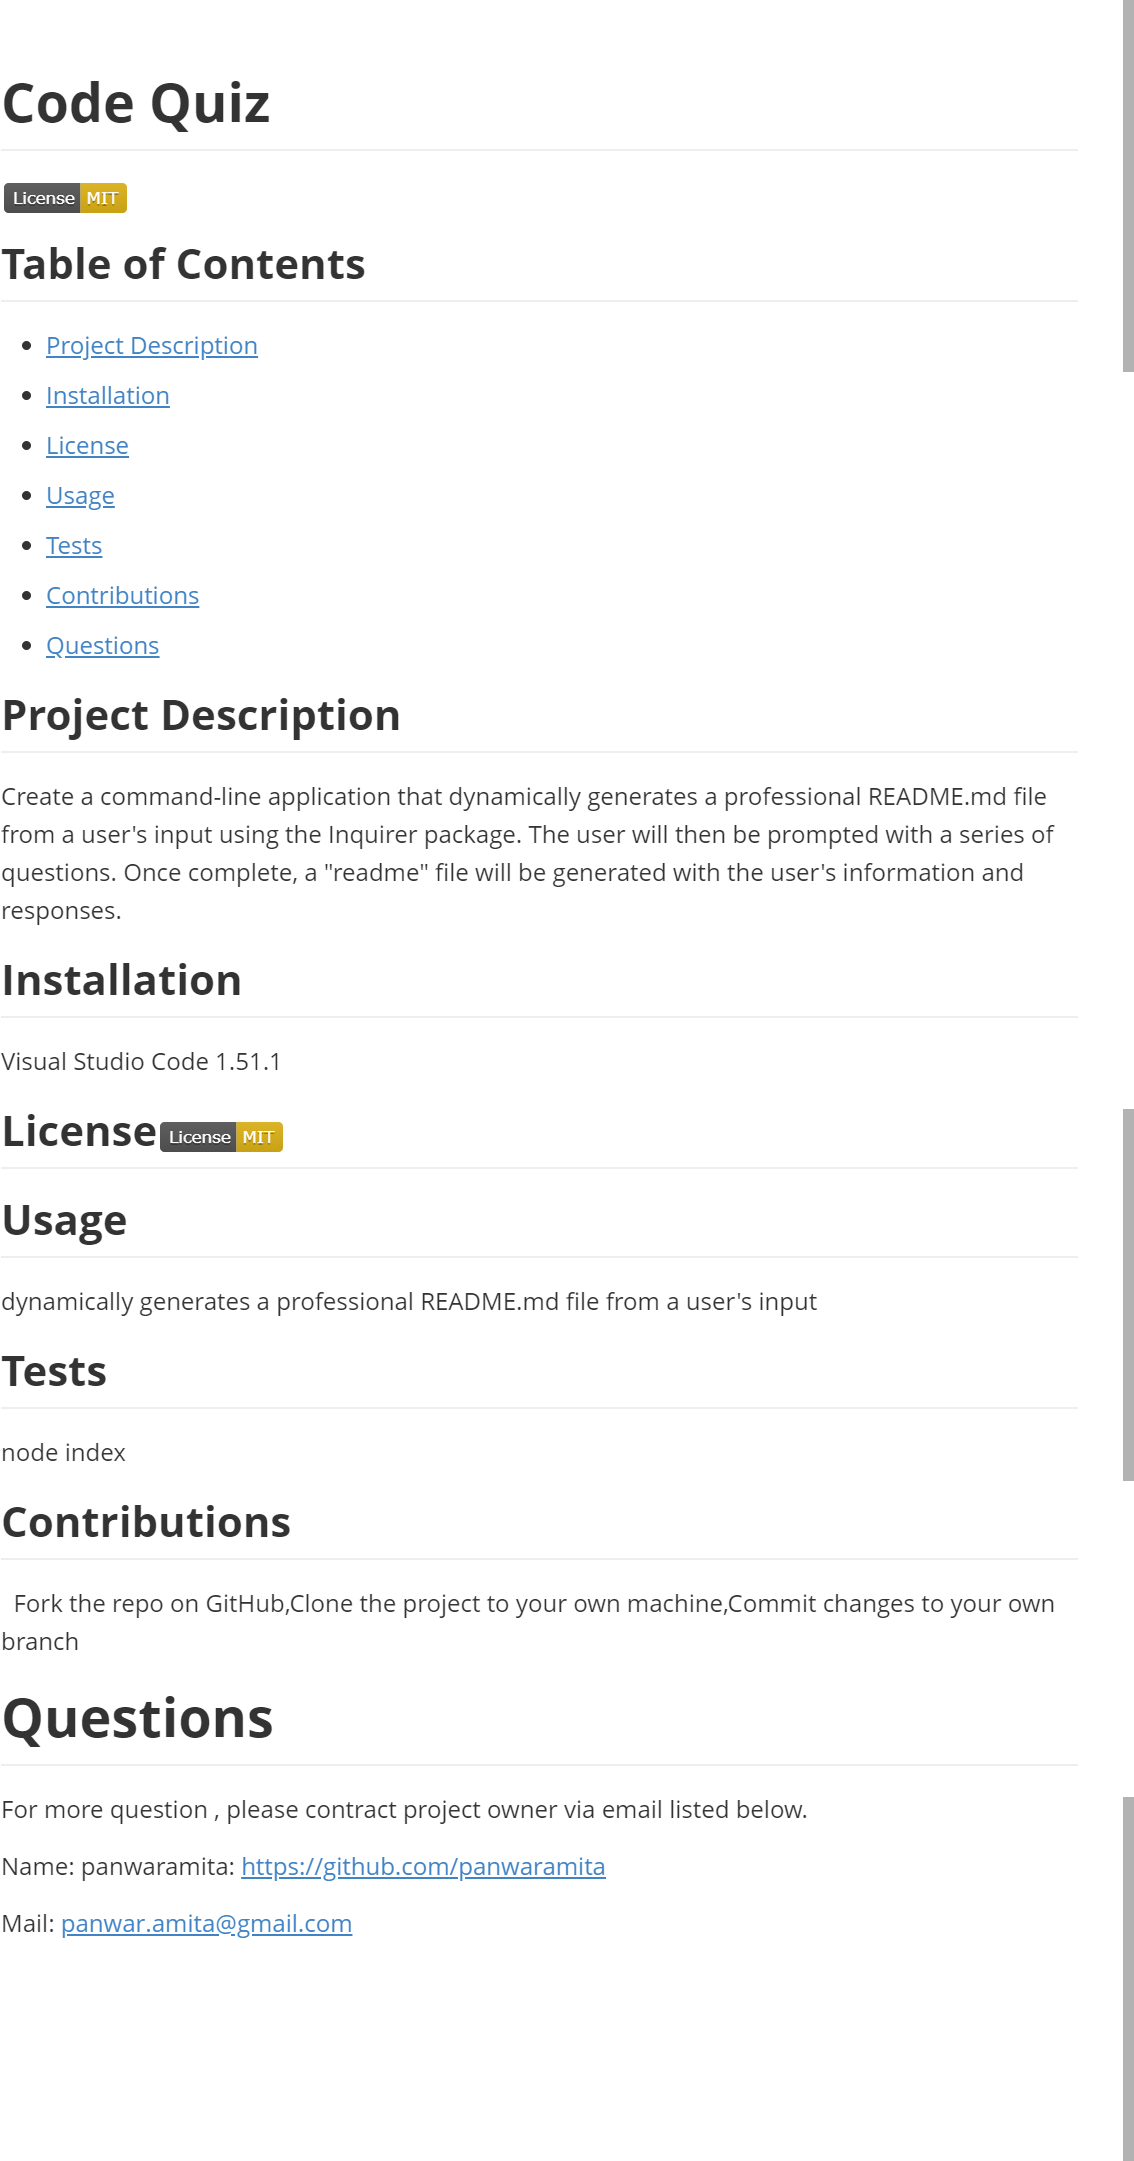 Code Quiz
License MIT
Table of Contents
Project Description
Installation
License
Usage
Tests
Contributions
Questions
Project Description
Create a command-line application that dynamically generates a professional README.md file
from a user's input using the Inquirer package. The user will then be prompted with a series of
questions. Once complete, a "readme" file will be generated with the user's information and
responses.
Installation
Visual Studio Code 1.51.1
License License MIT
Usage
dynamically generates a professional README.md file from a user's input
Tests
node index
Contributions
Fork the repo on GitHub,Clone the project to your own machine,Commit changes to your own
branch
Questions
For more question , please contract project owner via email listed below.
Name: panwaramita: https://github.com/panwaramita
Mail: panwar.amita@gmail.com